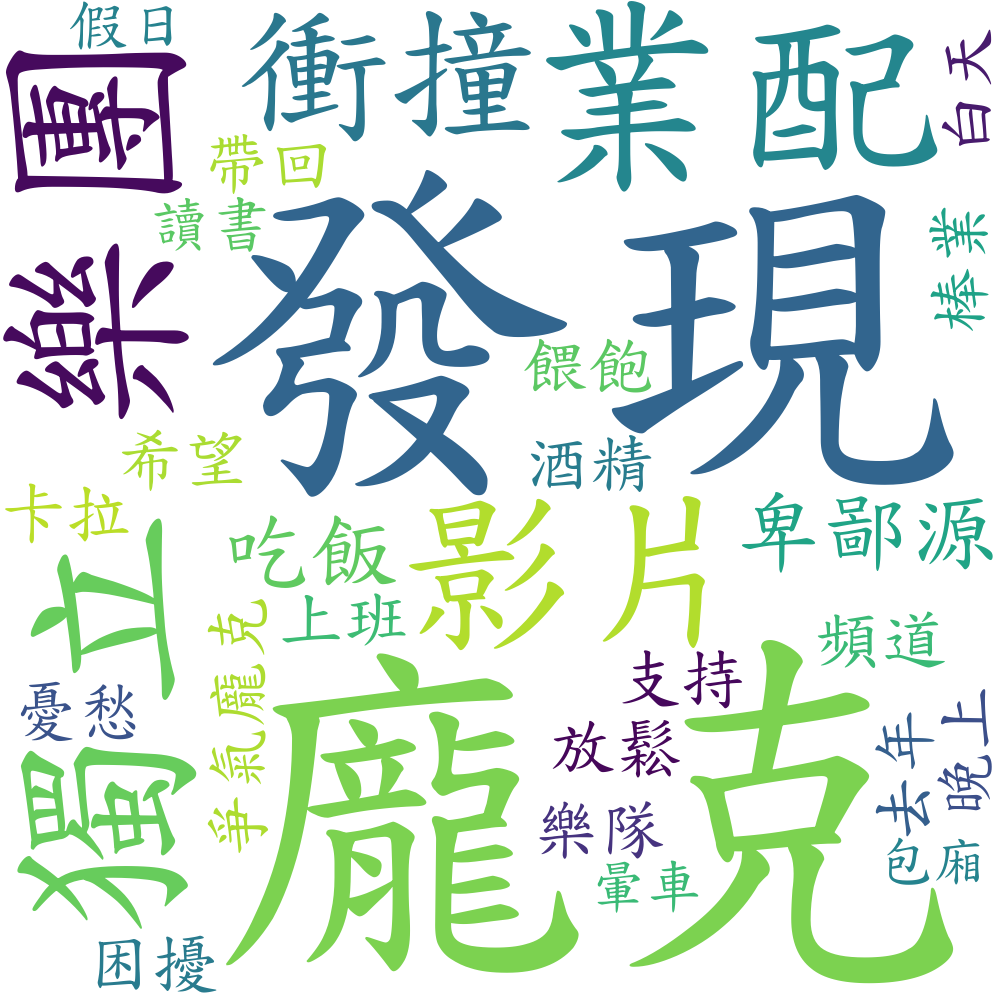 假日
衝撞
業配
白天
樂團
帶回
讀書
發現
棒業
餵飽
希望
酒精
卡拉
獨立
吃飯
影片
卑鄙源
上班
爭氣龐克
龐克
支持
頻道
憂愁
放鬆
去年
晚上
樂隊
包廂
暈車
困擾